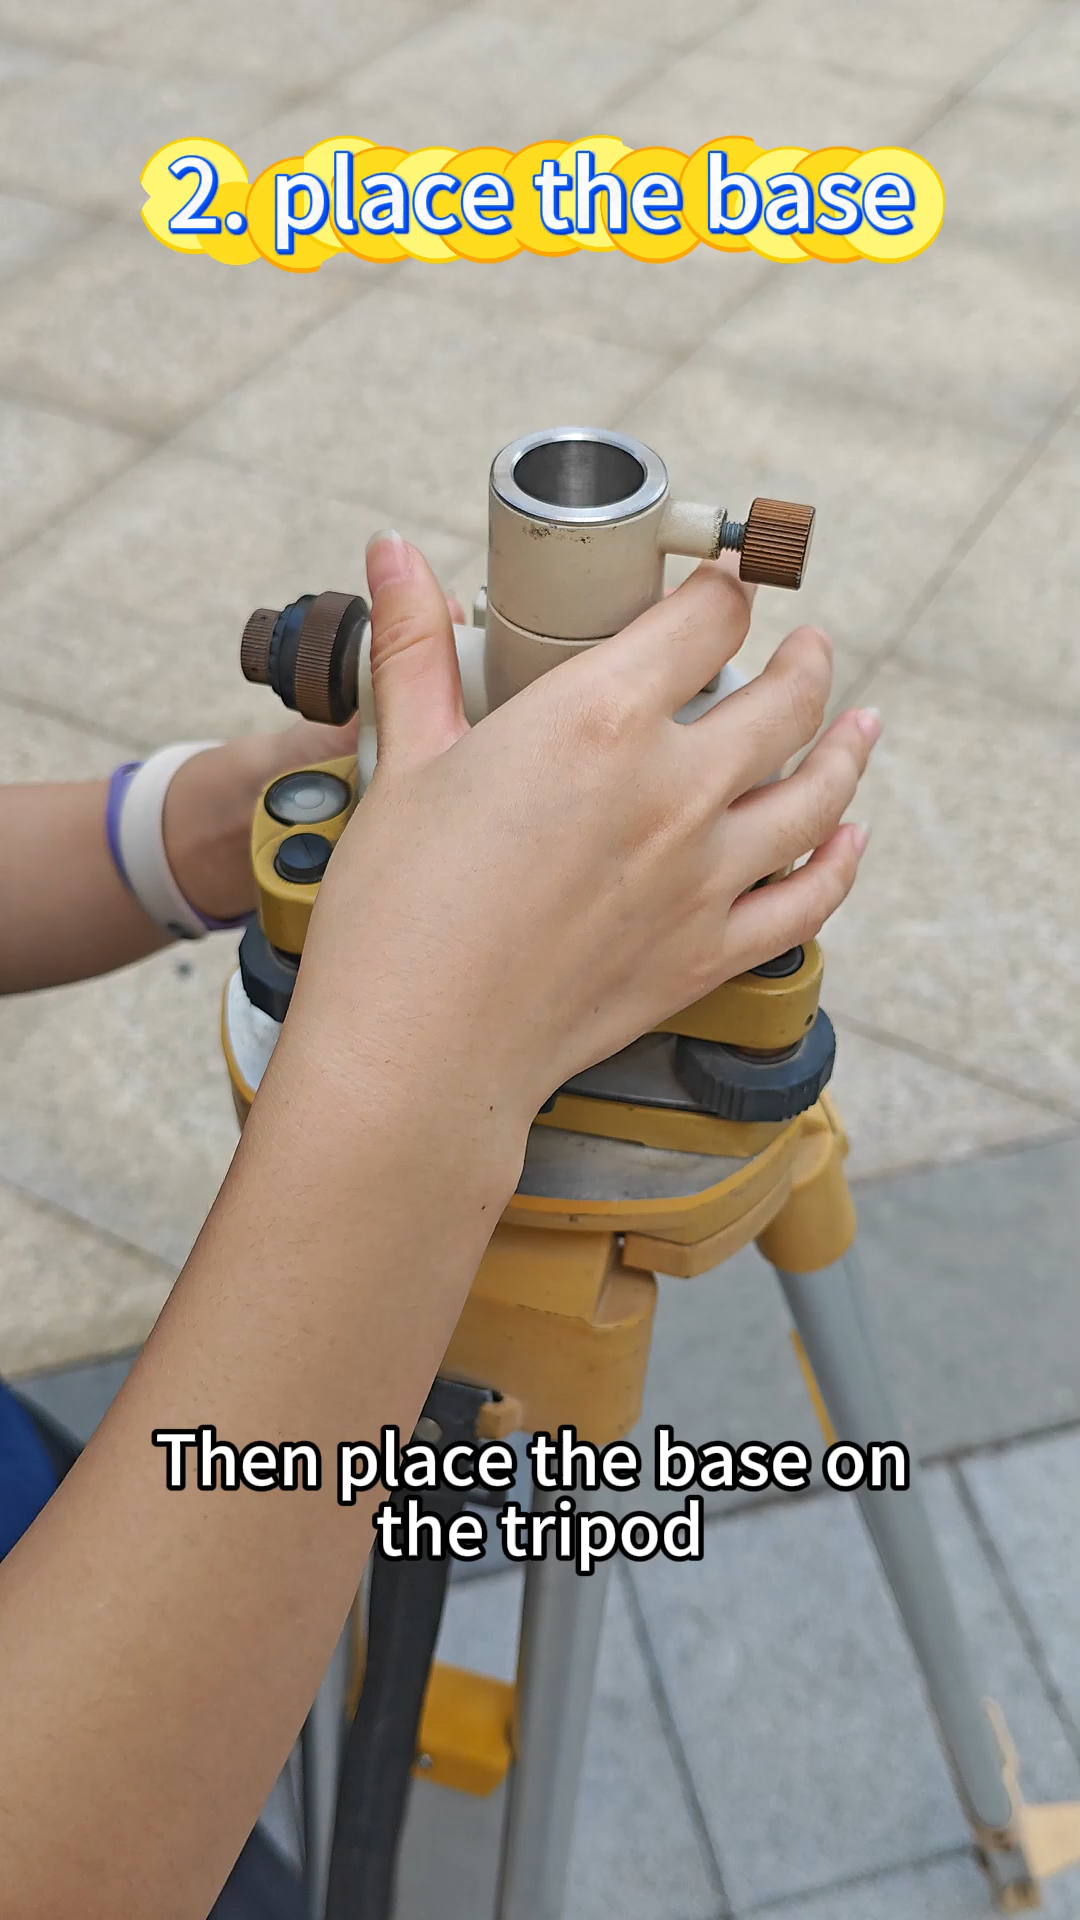 2. place the base
Then place the base on
the tripod